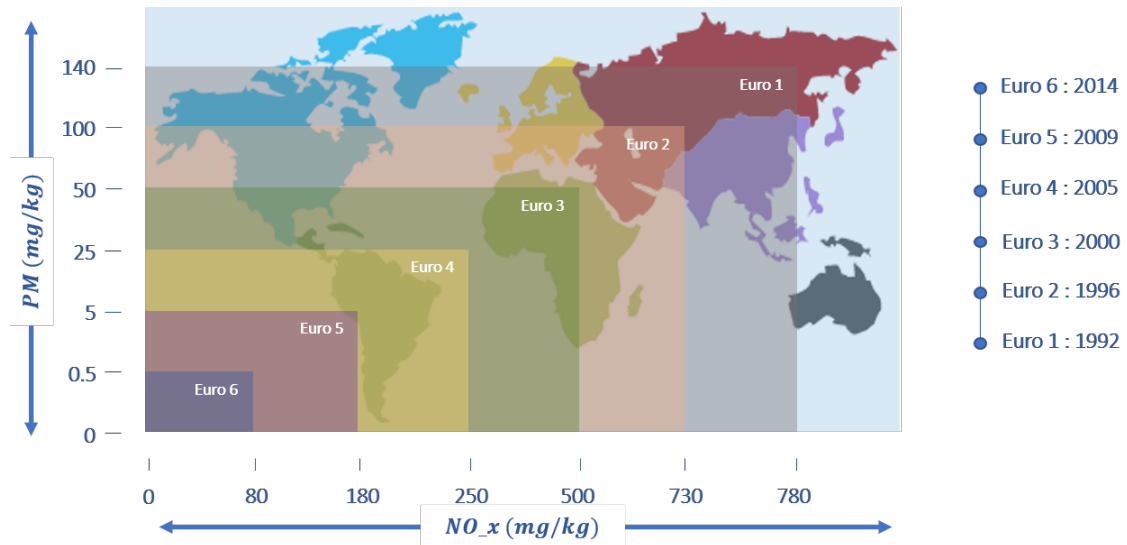 140
100
50
25
5
0.5
0
PM (mg/kg)
Euro 1
Euro 2
Euro 3
Euro 4
Euro 5
Euro 6
0 80 180 250 500 730 780
NO_x (mg/kg)
Euro 6 : 2014
Euro 5 : 2009
Euro 4 : 2005
Euro 3 : 2000
Euro 2 : 1996
Euro 1 : 1992